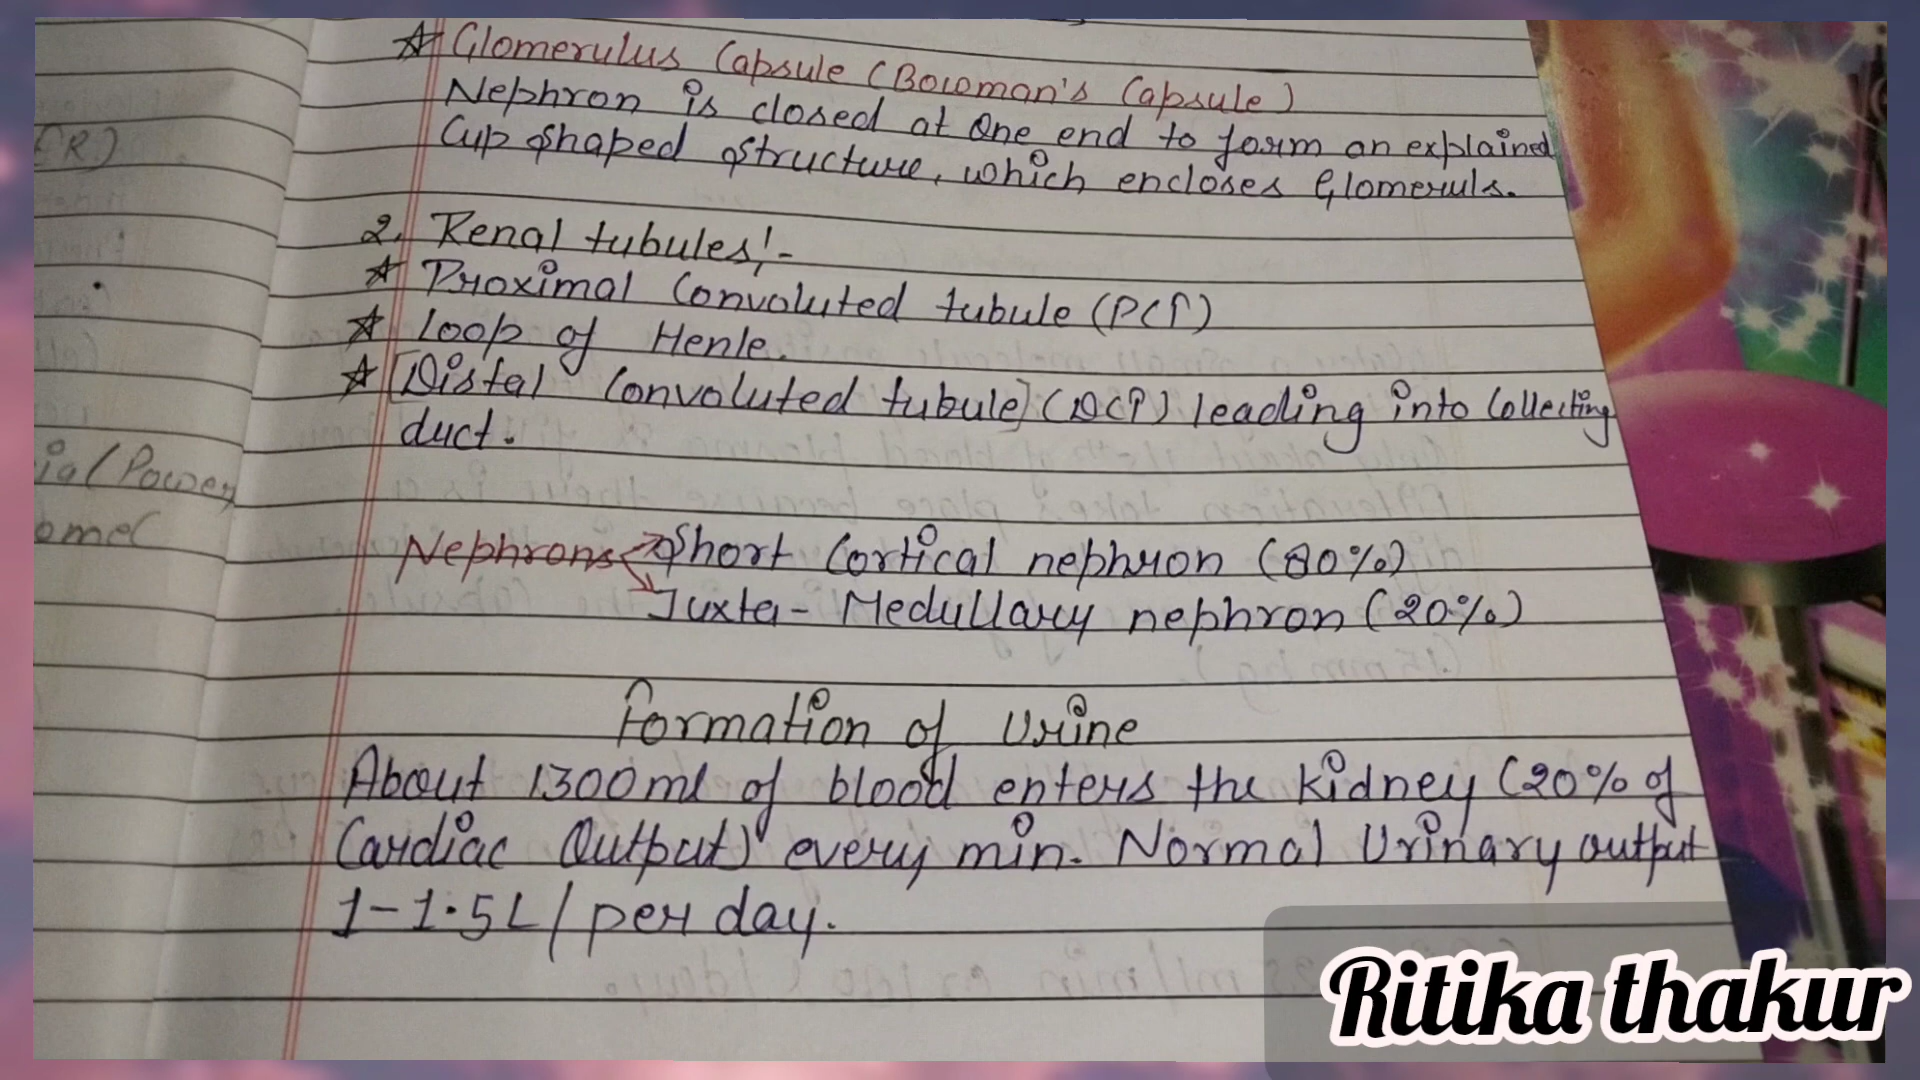 ☆ Glomerulus Capsule (Bowman's Capsule)
Nephron is closed at one end to form an explained
Cup shaped structure, which encloses Glomeruls.
2. Renal tubules:-
☆ Proximal Convoluted tubule (PCT)
☆ Loop of Henle.
☆ [Distal Convoluted tubule] (DCT) leading into Collecting
duct.
Nephrons Short Cortical nephron (80%)
Juxta-Medullary nephron (20%)
Formation of Urine
About 1300ml of blood enters the Kidney (20% of
Cardiac Output) every min. Normal Urinary output
1-1.5L/per day.
Ritika thakur